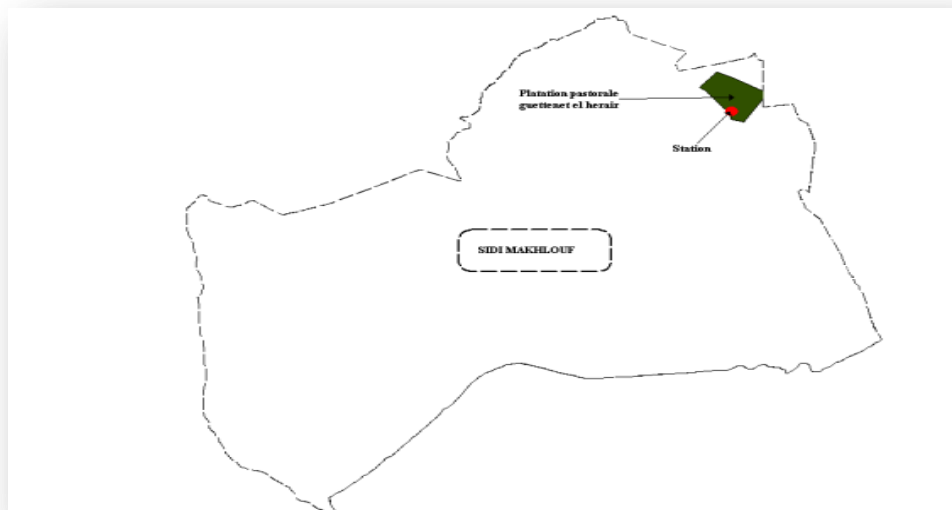 Platation pastorale
guettenet el herair
Station
SIDI MAKHLOUF